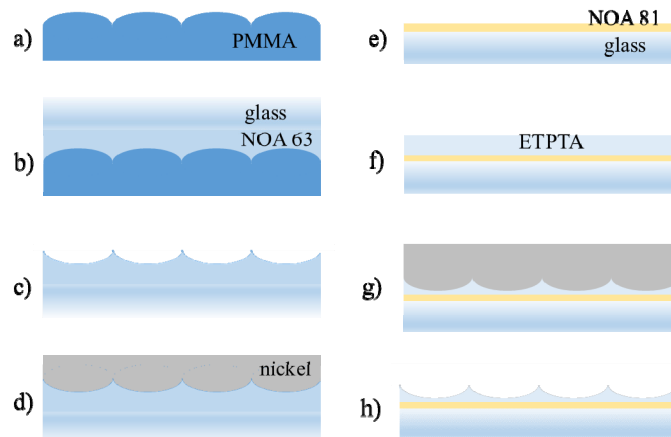 a)
PMMA
glass
NOA 63
b)
c)
nickel
d)
NOA 81
e)
glass
ETPTA
f)
g)
h)